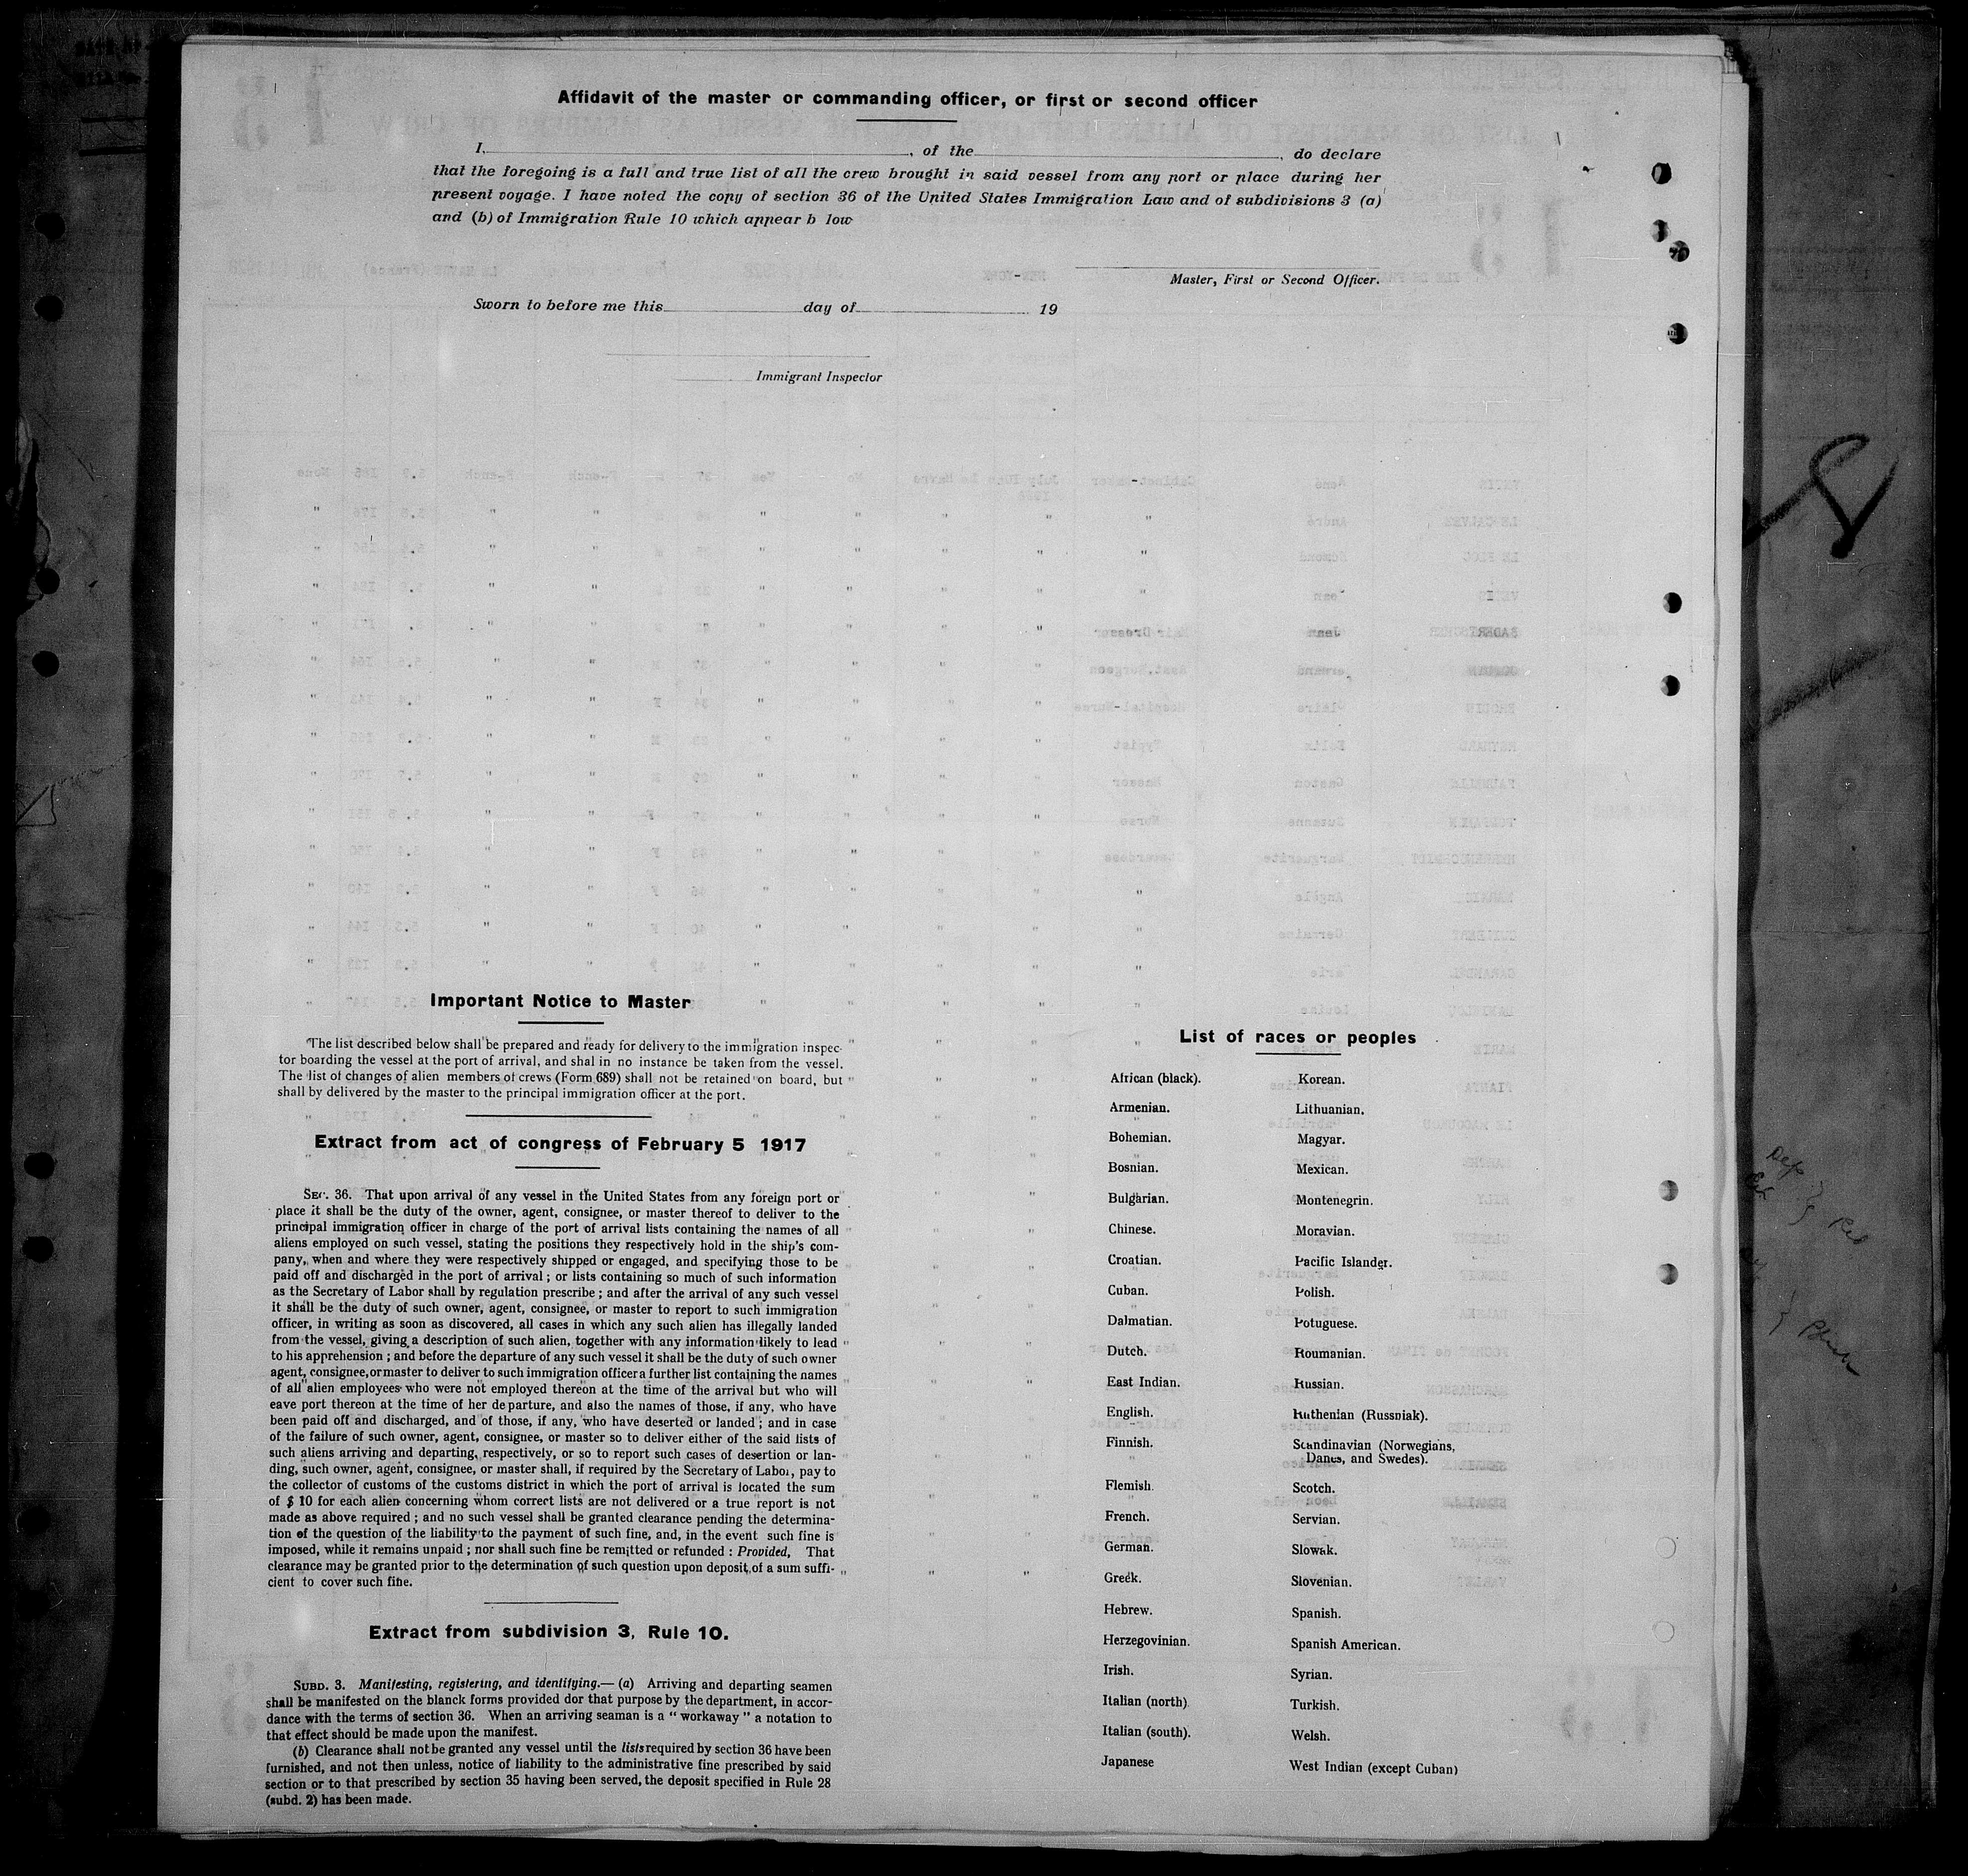 Affidavit of the master or commanding officer, or first or second officer
I, , of the , do declare
that the foregoing is a full and true list of all the crew brought in said vessel from any port or place during her
present voyage. I have noted the copy of section 36 of the United States Immigration Law and of subdivisions 3 (a)
and (b) of Immigration Rule 10 which appear b low
Master, First or Second Officer.
Sworn to before me this day of 19
Immigrant Inspector
Important Notice to Master
The list described below shall be prepared and ready for delivery to the immigration inspec-
tor boarding the vessel at the port of arrival, and shal in no instance be taken from the vessel.
The list of changes of alien members of crews (Form 689) shall not be retained on board, but
shall by delivered by the master to the principal immigration officer at the port.
Extract from act of congress of February 5 1917
SEC. 36. That upon arrival of any vessel in the United States from any foreign port or
place it shall be the duty of the owner, agent, consignee, or master thereof to deliver to the
principal immigration officer in charge of the port of arrival lists containing the names of all
aliens employed on such vessel, stating the positions they respectively hold in the ship's com-
pany, when and where they were respectively shipped or engaged, and specifying those to be
paid off and discharged in the port of arrival ; or lists containing so much of such information
as the Secretary of Labor shall by regulation prescribe ; and after the arrival of any such vessel
it shall be the duty of such owner, agent, consignee, or master to report to such immigration
officer, in writing as soon as discovered, all cases in which any such alien has illegally landed
from the vessel, giving a description of such alien, together with any information likely to lead
to his apprehension ; and before the departure of any such vessel it shall be the duty of such owner
agent, consignee, or master to deliver to such immigration officer a further list containing the names
of all alien employees who were not employed thereon at the time of the arrival but who will
eave port thereon at the time of her departure, and also the names of those, if any, who have
been paid off and discharged, and of those, if any, who have deserted or landed ; and in case
of the failure of such owner, agent, consignee, or master so to deliver either of the said lists of
such aliens arriving and departing, respectively, or so to report such cases of desertion or lan-
ding, such owner, agent, consignee, or master shall, if required by the Secretary of Labor, pay to
the collector of customs of the customs district in which the port of arrival is located the sum
of $ 10 for each alien concerning whom correct lists are not delivered or a true report is not
made as above required ; and no such vessel shall be granted clearance pending the determina-
tion of the question of the liability to the payment of such fine, and, in the event such fine is
imposed, while it remains unpaid ; nor shall such fine be remitted or refunded : Provided, That
clearance may be granted prior to the determination of such question upon deposit of a sum suffi-
cient to cover such fine.
Extract from subdivision 3, Rule 10.
SUBD. 3. Manifesting, registering, and identifying.— (a) Arriving and departing seamen
shall be manifested on the blanck forms provided dor that purpose by the department, in accor-
dance with the terms of section 36. When an arriving seaman is a " workaway " a notation to
that effect should be made upon the manifest.
(b) Clearance shall not be granted any vessel until the lists required by section 36 have been
furnished, and not then unless, notice of liability to the administrative fine prescribed by said
section or to that prescribed by section 35 having been served, the deposit specified in Rule 28
(subd. 2) has been made.
List of races or peoples
African (black).
Armenian.
Bohemian.
Bosnian.
Bulgarian.
Chinese.
Croatian.
Cuban.
Dalmatian.
Dutch.
East Indian.
English.
Finnish.
Flemish.
French.
German.
Greek.
Hebrew.
Herzegovinian.
Irish.
Italian (north)
Italian (south).
Japanese
Korean.
Lithuanian.
Magyar.
Mexican.
Montenegrin.
Moravian.
Pacific Islander.
Polish.
Potuguese.
Roumanian.
Russian.
Ruthenian (Russniak).
Scandinavian (Norwegians,
Danes, and Swedes).
Scotch.
Servian.
Slowak.
Slovenian.
Spanish.
Spanish American.
Syrian.
Turkish.
Welsh.
West Indian (except Cuban)